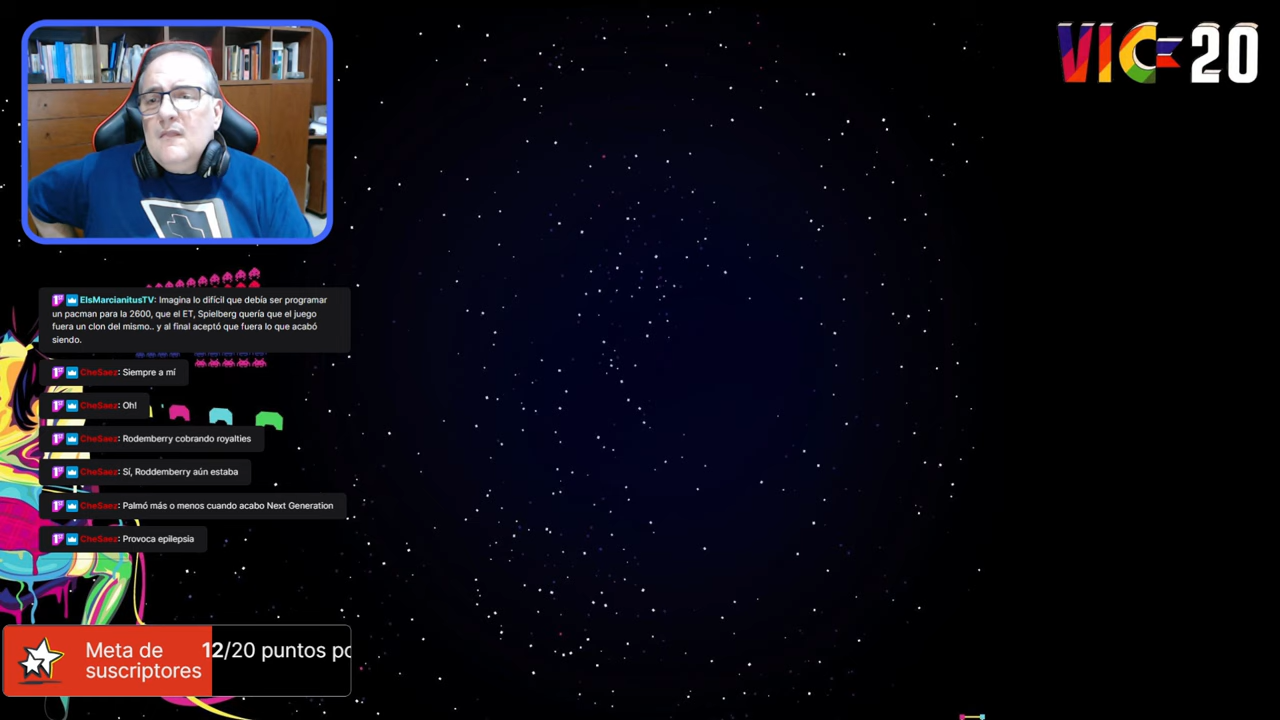 VIC-20
ElsMarcianitusTV: Imagina lo difícil que debía ser programar
un pacman para la 2600, que el ET, Spielberg quería que el juego
fuera un clon del mismo.. y al final aceptó que fuera lo que acabó
siendo.
CheSaez: Siempre a mí
CheSaez: Oh!
CheSaez: Rodemberry cobrando royalties
CheSaez: Sí, Roddemberry aún estaba
CheSaez: Palmó más o menos cuando acabo Next Generation
CheSaez: Provoca epilepsia
Meta de
suscriptores
12/20 puntos po